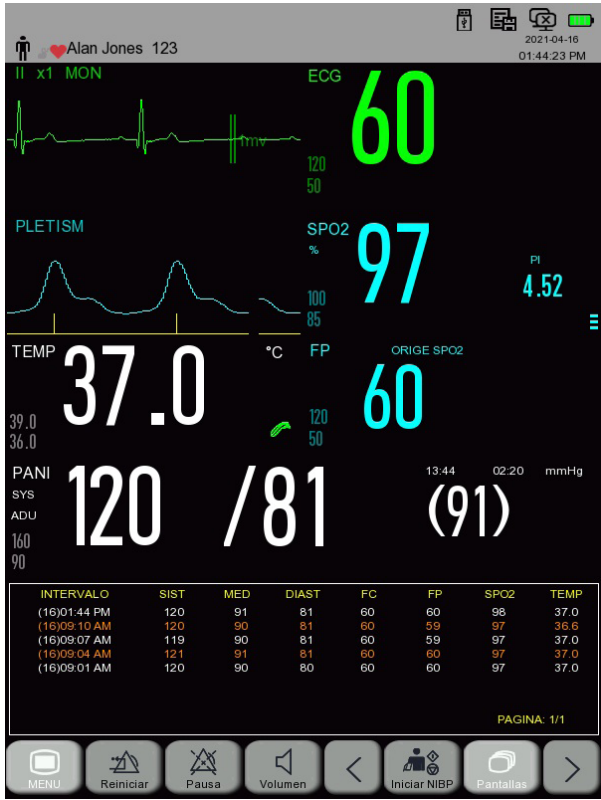 Alan Jones 123
2021-04-16
01:44:23 PM
II x1 MON
ECG
60
1mv
120
50
PLETISM
SPO2
%
97
PI
4.52
100
85
TEMP
37.0
°C
39.0
36.0
FP
ORIGE SPO2
60
120
50
PANI
SYS
ADU
160
90
120 /81
13:44 02:20 mmHg
(91)
INTERVALO SIST MED DIAST FC FP SPO2 TEMP
(16)01:44 PM 120 91 81 60 60 98 37.0
(16)09:10 AM 120 90 81 60 59 97 36.6
(16)09:07 AM 119 90 81 60 59 97 37.0
(16)09:04 AM 121 91 81 60 60 97 37.0
(16)09:01 AM 120 90 80 60 60 97 37.0
PAGINA: 1/1
MENU Reiniciar Pausa Volumen Iniciar NIBP Pantallas